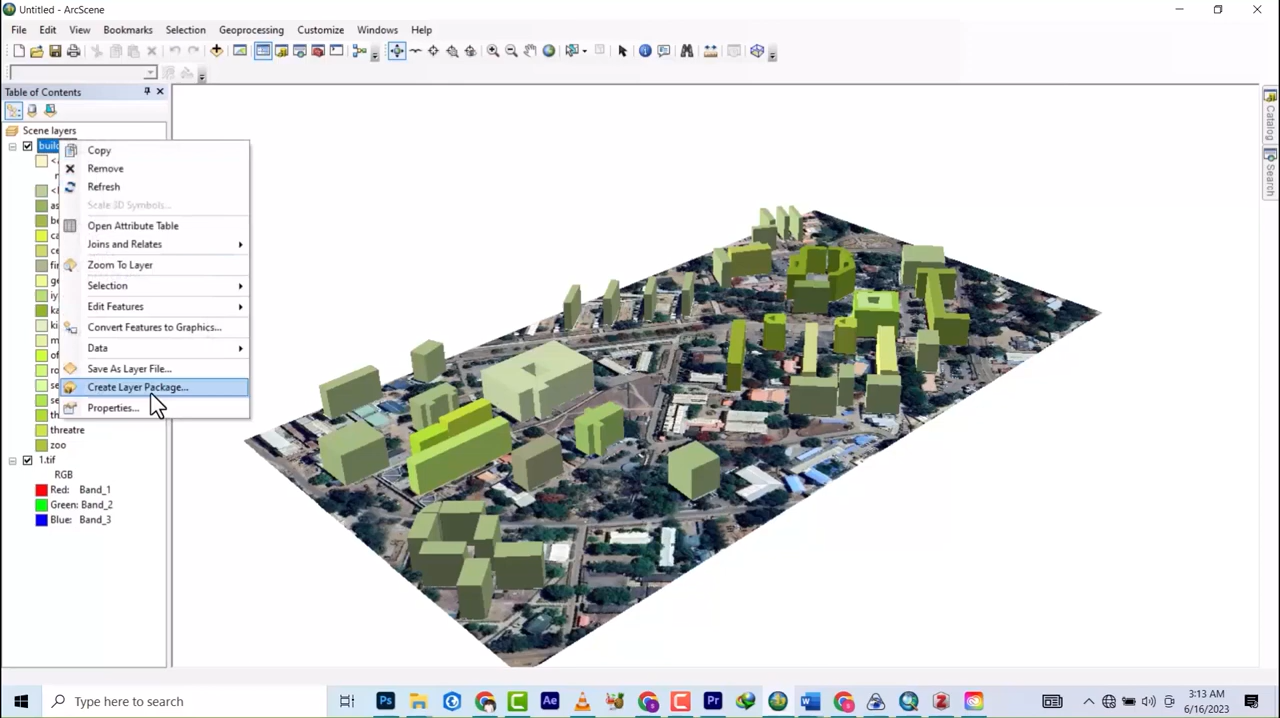 Untitled - ArcScene
File Edit View Bookmarks Selection Geoprocessing Customize Windows Help
Table of Contents
Scene layers
Copy
Remove
Refresh
Scale 3D Symbols...
Open Attribute Table
Joins and Relates
Zoom To Layer
Selection
Edit Features
Convert Features to Graphics...
Data
Save As Layer File...
Create Layer Package...
Properties...
threatre
zoo
1.tif
RGB
Red: Band_1
Green: Band_2
Blue: Band_3
Catalog
Search
Type here to search
3:13 AM
6/16/2023